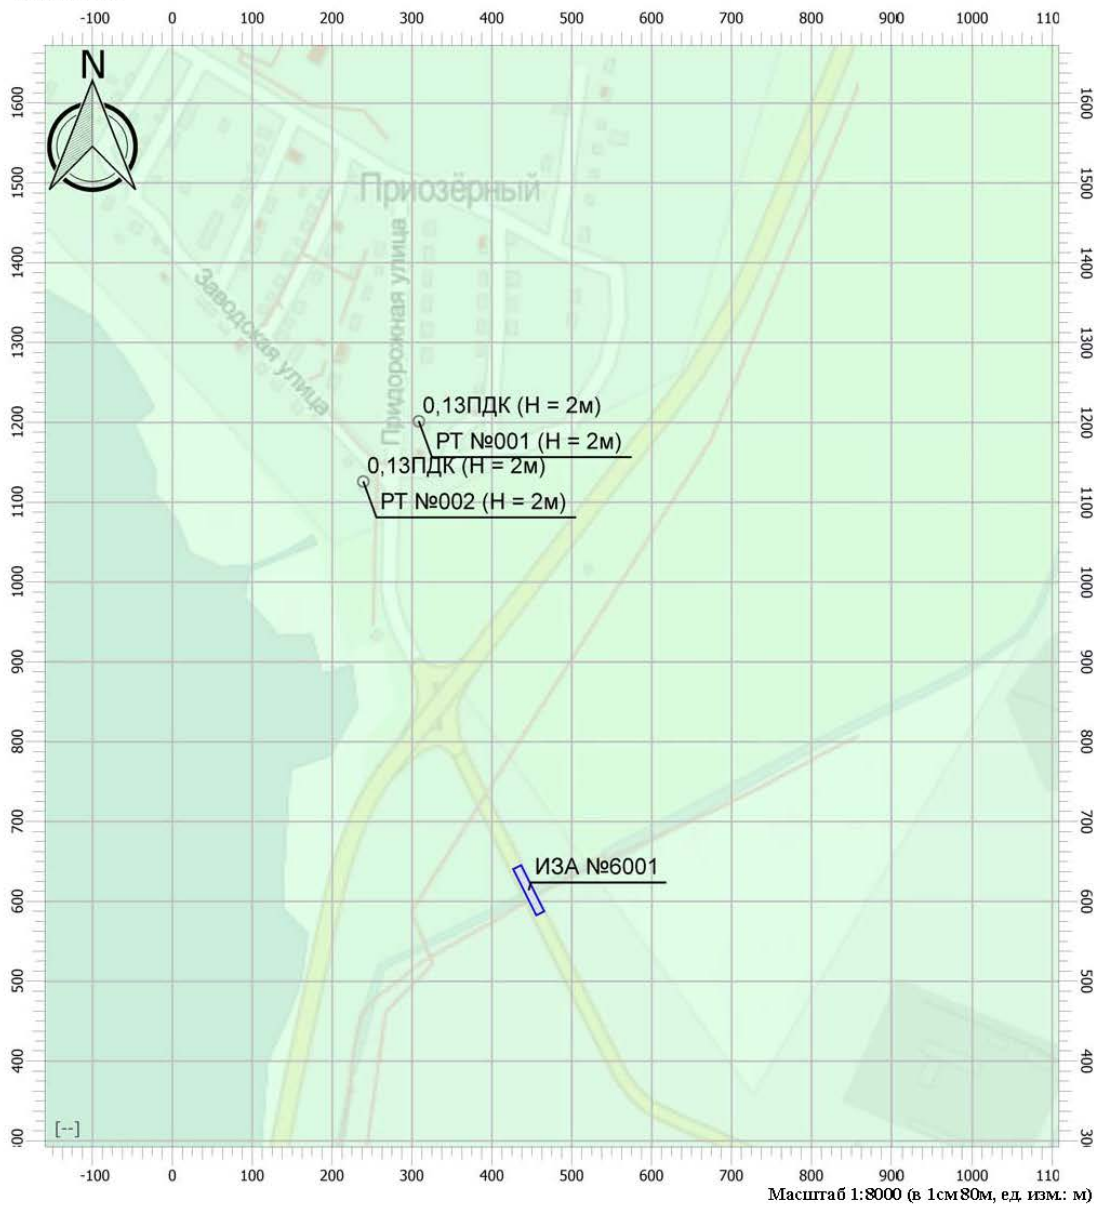 -100 0 100 200 300 400 500 600 700 800 900 1000 110
N
1600 1600
1500 1500
Приозёрный
1400 1400
Придорожная улица
Заводская улица
1300 1300
0,13ПДК (H = 2м)
1200 1200
РТ №001 (H = 2м)
0,13ПДК (H = 2м)
РТ №002 (H = 2м)
1100 1100
1000 1000
900 900
800 800
700 700
ИЗА №6001
600 600
500 500
400 400
[--]
:00 30
-100 0 100 200 300 400 500 600 700 800 900 1000 110
Масштаб 1:8000 (в 1см 80м, ед. изм.: м)